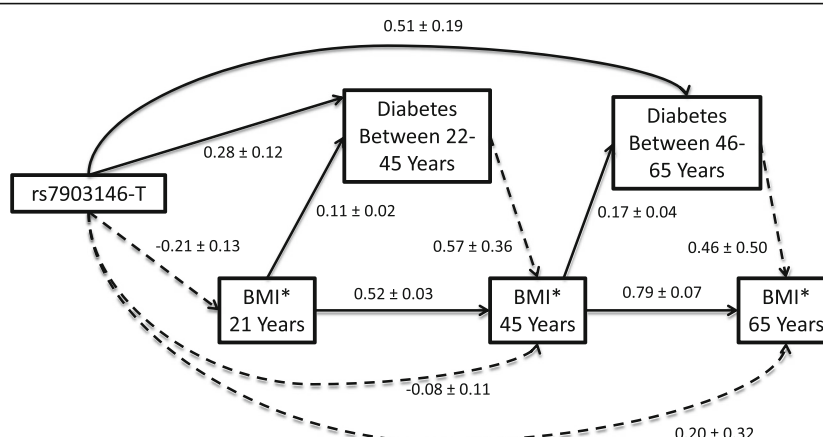 0.51 ± 0.19
Diabetes
Between 22-
45 Years
Diabetes
Between 46-
65 Years
0.28 ± 0.12
rs7903146-T
0.11 ± 0.02
0.17 ± 0.04
-0.21 ± 0.13
0.57 ± 0.36
0.46 ± 0.50
BMI*
21 Years
0.52 ± 0.03
BMI*
45 Years
0.79 ± 0.07
BMI*
65 Years
-0.08 ± 0.11
0.20 ± 0.32